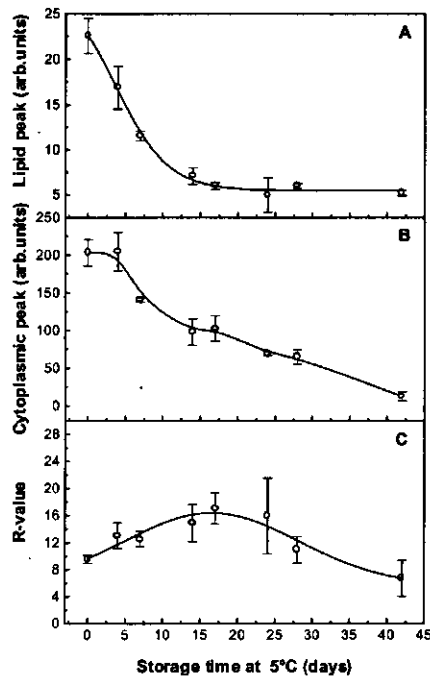 25
A
20
15
10
5
Lipid peak (arb.units)
250
B
200
150
100
50
0
Cytoplasmic peak (arb.units)
28
C
24
20
16
12
8
4
0
R-value
0 5 10 15 20 25 30 35 40 45
Storage time at 5°C (days)